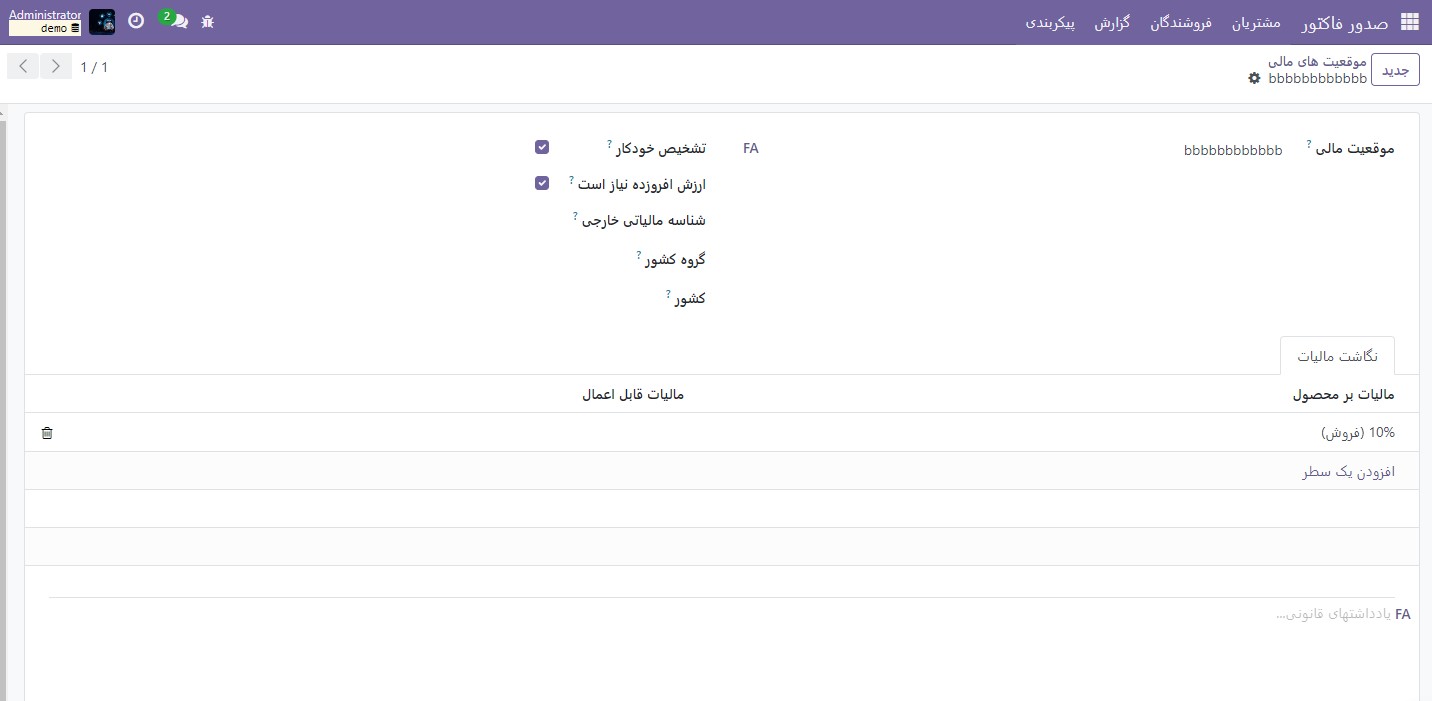 صدور فاکتور مشتریان فروشندگان گزارش پیکربندی 2 Administrator
demo
جدید موقعیت های مالی 1 / 1
bbbbbbbbbbbb
موقعیت مالی ? bbbbbbbbbbbb FA
تشخیص خودکار ?
ارزش افروزده نیاز است ?
شناسه مالیاتی خارجی ?
گروه کشور ?
کشور ?
نگاشت مالیات
مالیات بر محصول مالیات قابل اعمال
10% (فروش)
افزودن یک سطر
FA یادداشتهای قانونی...